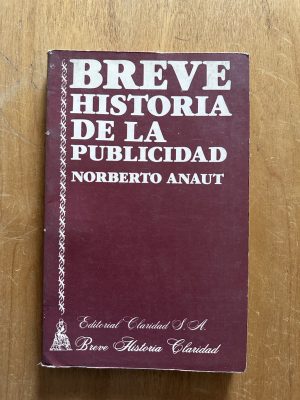 BREVE
HISTORIA
DE LA
PUBLICIDAD
NORBERTO ANAUT
Editorial Claridad S.A.
Breve Historia Claridad